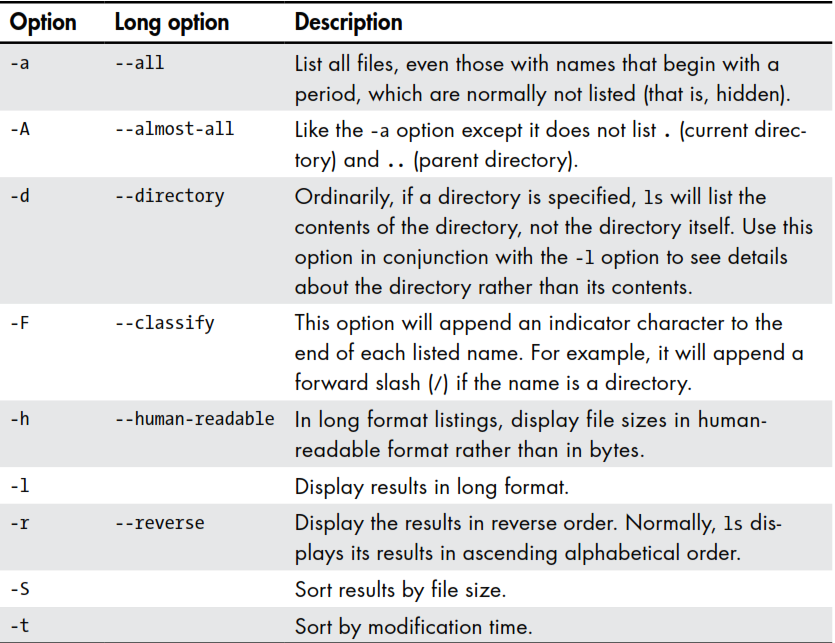 Option Long option Description
-a --all List all files, even those with names that begin with a
period, which are normally not listed (that is, hidden).
-A --almost-all Like the -a option except it does not list . (current direc-
tory) and .. (parent directory).
-d --directory Ordinarily, if a directory is specified, ls will list the
contents of the directory, not the directory itself. Use this
option in conjunction with the -l option to see details
about the directory rather than its contents.
-F --classify This option will append an indicator character to the
end of each listed name. For example, it will append a
forward slash (/) if the name is a directory.
-h --human-readable In long format listings, display file sizes in human-
readable format rather than in bytes.
-l Display results in long format.
-r --reverse Display the results in reverse order. Normally, ls dis-
plays its results in ascending alphabetical order.
-S Sort results by file size.
-t Sort by modification time.